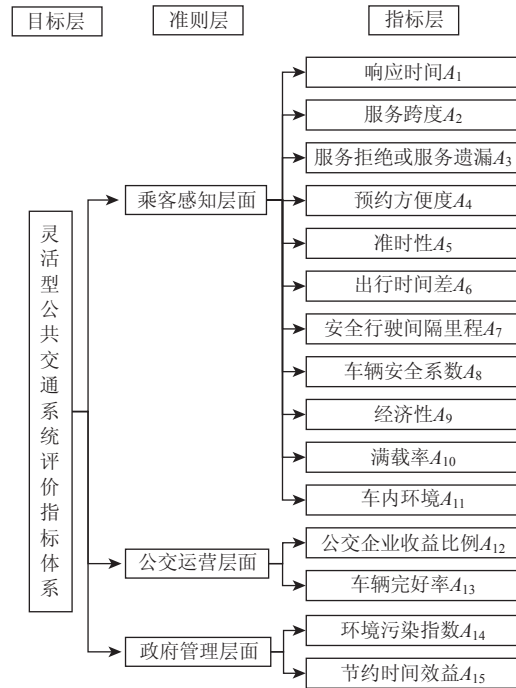 目标层
准则层
指标层
灵活型公共交通系统评价指标体系
乘客感知层面
响应时间A1
服务跨度A2
服务拒绝或服务遗漏A3
预约方便度A4
准时性A5
出行时间差A6
安全行驶间隔里程A7
车辆安全系数A8
经济性A9
满载率A10
车内环境A11
公交运营层面
公交企业收益比例A12
车辆完好率A13
政府管理层面
环境污染指数A14
节约时间效益A15